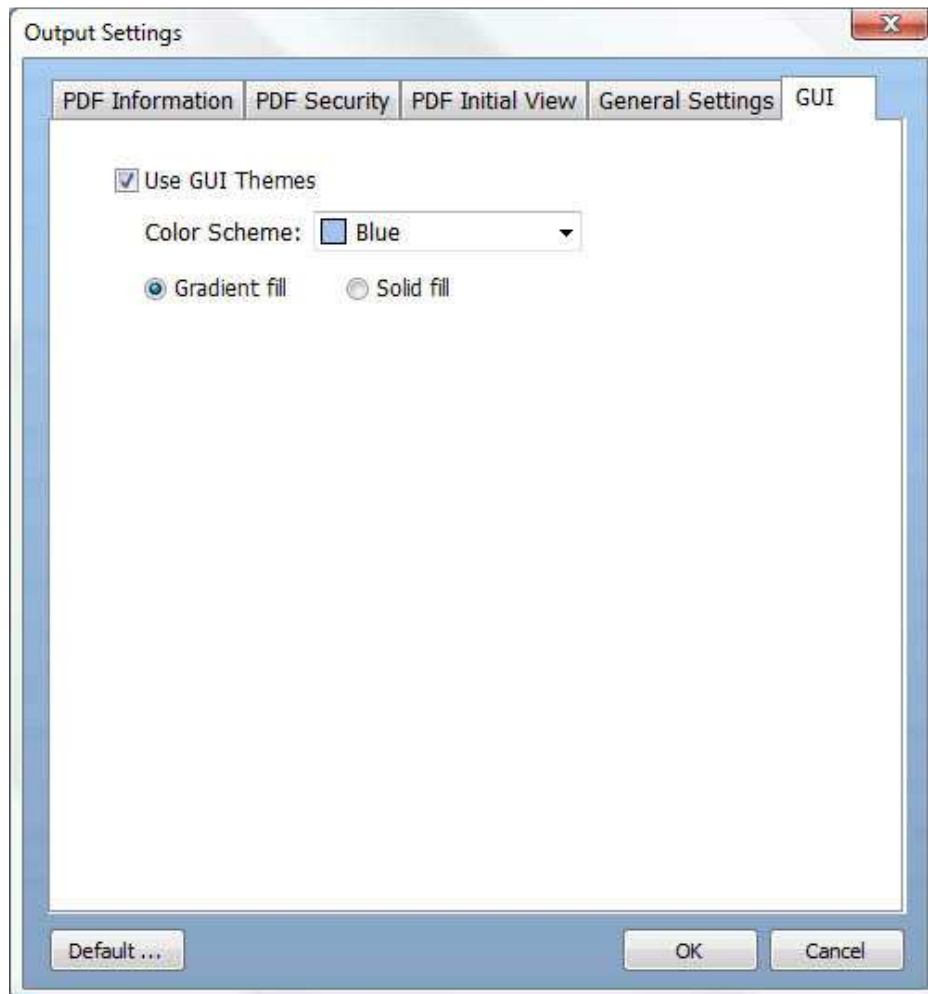 Output Settings
PDF Information PDF Security PDF Initial View General Settings GUI
Use GUI Themes
Color Scheme: Blue
Gradient fill Solid fill
Default ... OK Cancel